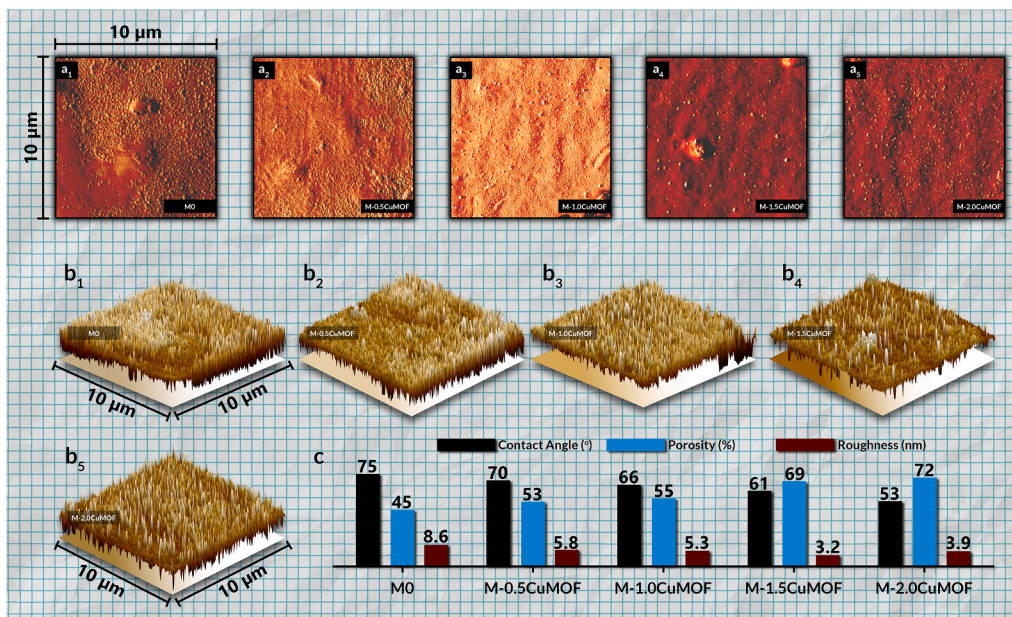 10 µm
10 µm
a1
a2
a3
a4
a5
M0
M-0.5CuMOF
M-1.0CuMOF
M-1.5CuMOF
M-2.0CuMOF
b1
b2
b3
b4
M0
M-0.5CuMOF
M-1.0CuMOF
M-1.5CuMOF
10 µm
10 µm
b5
M-2.0CuMOF
10 µm
10 µm
c
Contact Angle (°)
Porosity (%)
Roughness (nm)
75
45
8.6
70
53
5.8
66
55
5.3
61
69
3.2
53
72
3.9
M0
M-0.5CuMOF
M-1.0CuMOF
M-1.5CuMOF
M-2.0CuMOF